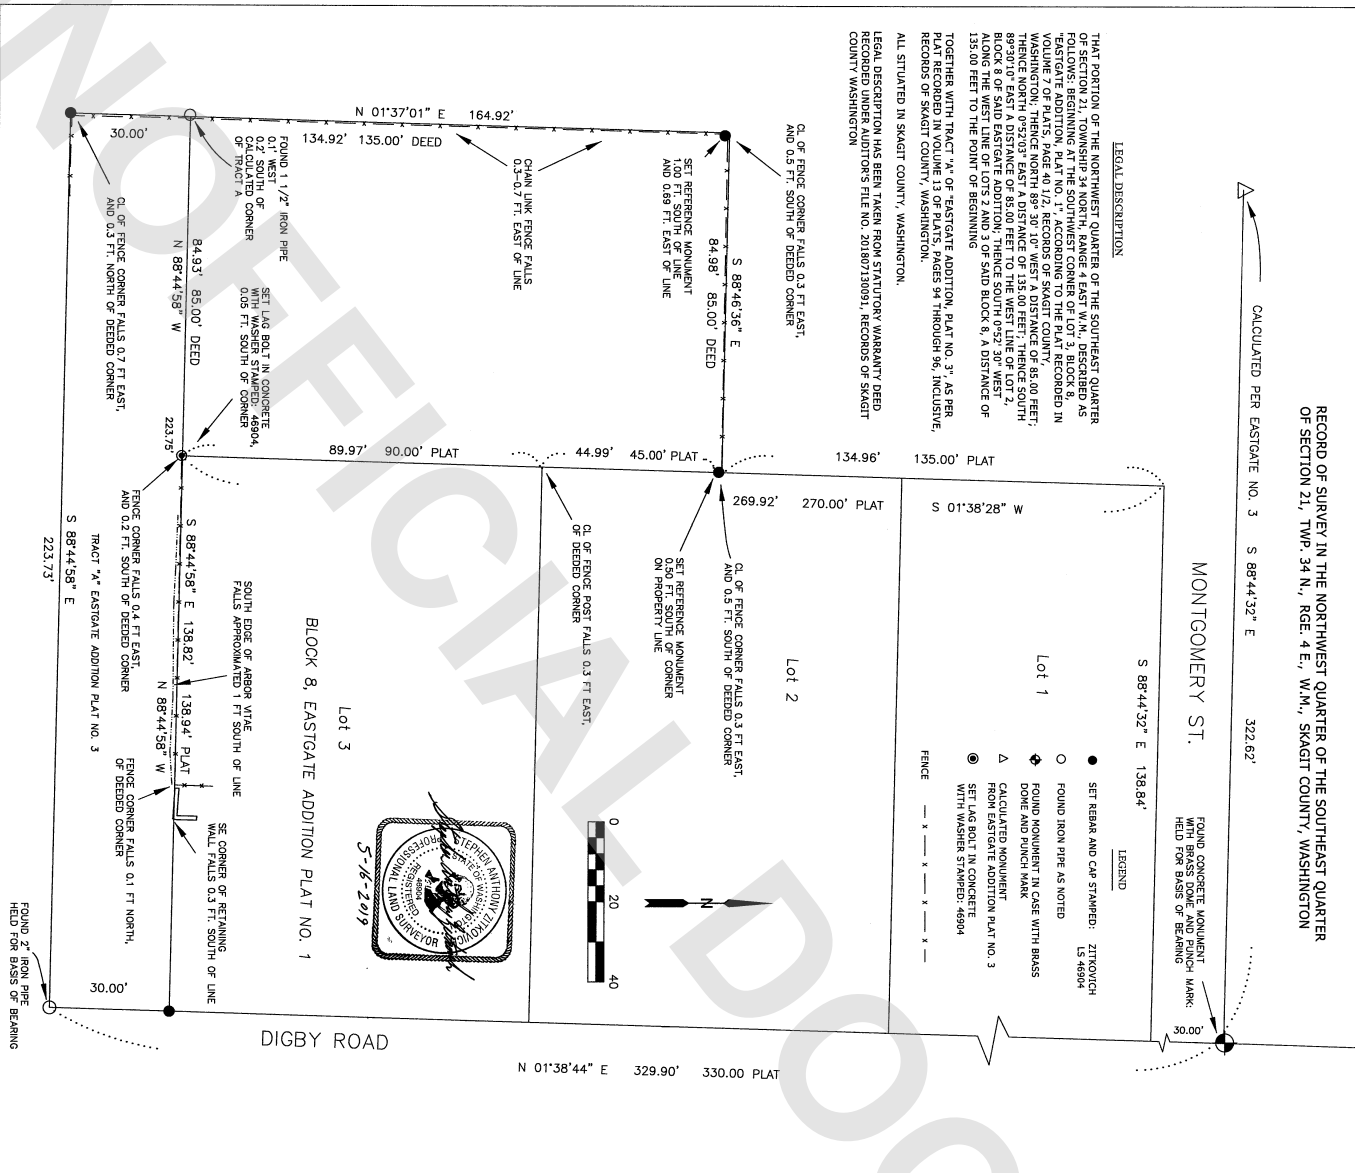 RECORD OF SURVEY IN THE NORTHWEST QUARTER OF THE SOUTHEAST QUARTER
OF SECTION 21, TWP. 34 N., RGE. 4 E., W.M., SKAGIT COUNTY, WASHINGTON
CALCULATED PER EASTGATE NO. 3
S 88°44'32" E
322.62'
MONTGOMERY ST.
FOUND CONCRETE MONUMENT
WITH BRASS DOME AND PUNCH MARK:
HELD FOR BASIS OF BEARING
30.00'
S 88°44'32" E 138.84'
LEGAL DESCRIPTION
THAT PORTION OF THE NORTHWEST QUARTER OF THE SOUTHEAST QUARTER
OF SECTION 21, TOWNSHIP 34 NORTH, RANGE 4 EAST W.M., DESCRIBED AS
FOLLOWS: BEGINNING AT THE SOUTHWEST CORNER OF LOT 3, BLOCK 8,
"EASTGATE ADDITION, PLAT NO. 1", ACCORDING TO THE PLAT RECORDED IN
VOLUME 7 OF PLATS, PAGE 40 1/2, RECORDS OF SKAGIT COUNTY,
WASHINGTON; THENCE NORTH 89° 30' 10" WEST A DISTANCE OF 85.00 FEET;
THENCE NORTH 0°52'03" EAST A DISTANCE OF 135.00 FEET; THENCE SOUTH
89°30'10" EAST A DISTANCE OF 85.00 FEET TO THE WEST LINE OF LOT 2,
BLOCK 8 OF SAID EASTGATE ADDITION; THENCE SOUTH 0°52' 30" WEST
ALONG THE WEST LINE OF LOTS 2 AND 3 OF SAID BLOCK 8, A DISTANCE OF
135.00 FEET TO THE POINT OF BEGINNING
TOGETHER WITH TRACT "A" OF "EASTGATE ADDITION, PLAT NO. 3", AS PER
PLAT RECORDED IN VOLUME 13 OF PLATS, PAGES 94 THROUGH 96, INCLUSIVE,
RECORDS OF SKAGIT COUNTY, WASHINGTON.
ALL SITUATED IN SKAGIT COUNTY, WASHINGTON.
LEGAL DESCRIPTION HAS BEEN TAKEN FROM STATUTORY WARRANTY DEED
RECORDED UNDER AUDITOR'S FILE NO. 201807130091, RECORDS OF SKAGIT
COUNTY WASHINGTON
LEGEND
SET REBAR AND CAP STAMPED: ZITKOVICH
LS 46904
FOUND IRON PIPE AS NOTED
FOUND MONUMENT IN CASE WITH BRASS
DOME AND PUNCH MARK
CALCULATED MONUMENT
FROM EASTGATE ADDITION PLAT NO. 3
SET LAG BOLT IN CONCRETE
WITH WASHER STAMPED: 46904
FENCE
x x x x
Lot 1
S 01°38'28" W
134.96' 135.00' PLAT
269.92' 270.00' PLAT
Lot 2
CL OF FENCE CORNER FALLS 0.3 FT EAST,
AND 0.5 FT. SOUTH OF DEEDED CORNER
S 88°46'36" E
84.98' 85.00' DEED
SET REFERENCE MONUMENT
1.00 FT. SOUTH OF LINE
AND 0.69 FT. EAST OF LINE
CL OF FENCE CORNER FALLS 0.3 FT EAST,
AND 0.5 FT. SOUTH OF DEEDED CORNER
SET REFERENCE MONUMENT
0.50 FT. SOUTH OF CORNER
ON PROPERTY LINE
44.99' 45.00' PLAT
CL OF FENCE POST FALLS 0.3 FT EAST,
OF DEEDED CORNER
CHAIN LINK FENCE FALLS
0.3-0.7 FT. EAST OF LINE
N 01°37'01" E 164.92'
134.92' 135.00' DEED
89.97' 90.00' PLAT
0 20 40
N
Lot 3
BLOCK 8, EASTGATE ADDITION PLAT NO. 1
STEPHEN ANTHONY ZITKOVICH
STATE OF WASHINGTON
46904
REGISTERED
PROFESSIONAL LAND SURVEYOR
5-16-2019
FOUND 1 1/2" IRON PIPE
0.1' WEST
0.2' SOUTH OF
CALCULATED CORNER
OF TRACT A
SET LAG BOLT IN CONCRETE
WITH WASHER STAMPED: 46904,
0.05 FT. SOUTH OF CORNER
SOUTH EDGE OF ARBOR VITAE
FALLS APPROXIMATED 1 FT SOUTH OF LINE
SE CORNER OF RETAINING
WALL FALLS 0.3 FT. SOUTH OF LINE
84.93' 85.00' DEED
N 88°44'58" W
223.75'
S 88°44'58" E 138.82' 138.94' PLAT
N 88°44'58" W
30.00'
CL OF FENCE CORNER FALLS 0.7 FT EAST,
AND 0.3 FT. NORTH OF DEEDED CORNER
FENCE CORNER FALLS 0.4 FT EAST,
AND 0.2 FT. SOUTH OF DEEDED CORNER
FENCE CORNER FALLS 0.1 FT NORTH,
OF DEEDED CORNER
TRACT "A" EASTGATE ADDITION PLAT NO. 3
S 88°44'58" E
223.73'
30.00'
FOUND 2" IRON PIPE
HELD FOR BASIS OF BEARING
DIGBY ROAD
N 01°38'44" E 329.90' 330.00 PLAT
NOFFICIAL DOC